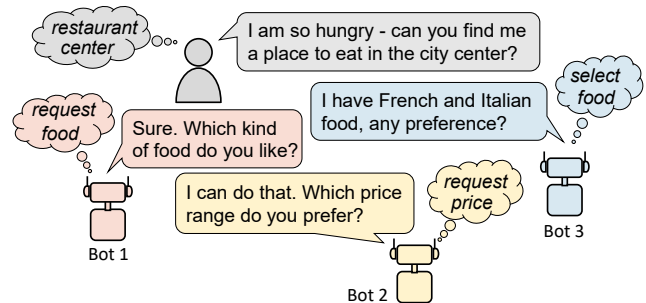 restaurant
center
I am so hungry - can you find me
a place to eat in the city center?
select
food
I have French and Italian
food, any preference?
request
food
Sure. Which kind
of food do you like?
I can do that. Which price
range do you prefer?
request
price
Bot 1
Bot 2
Bot 3